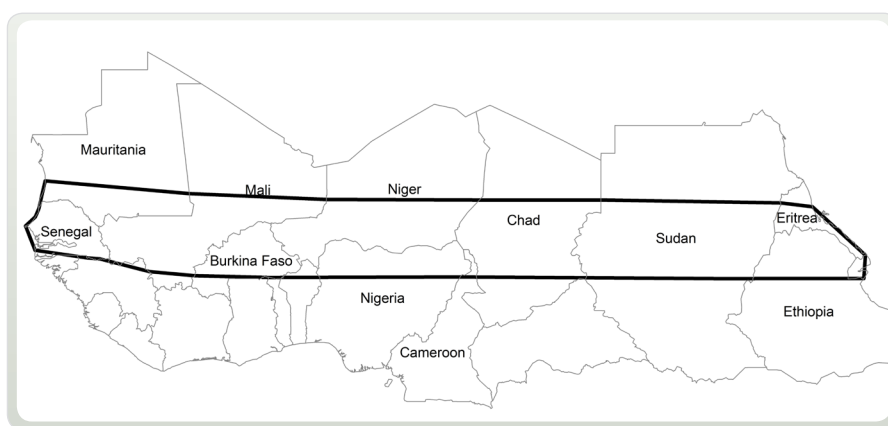 Mauritania
Mali
Niger
Chad
Eritrea
Senegal
Sudan
Burkina Faso
Nigeria
Ethiopia
Cameroon